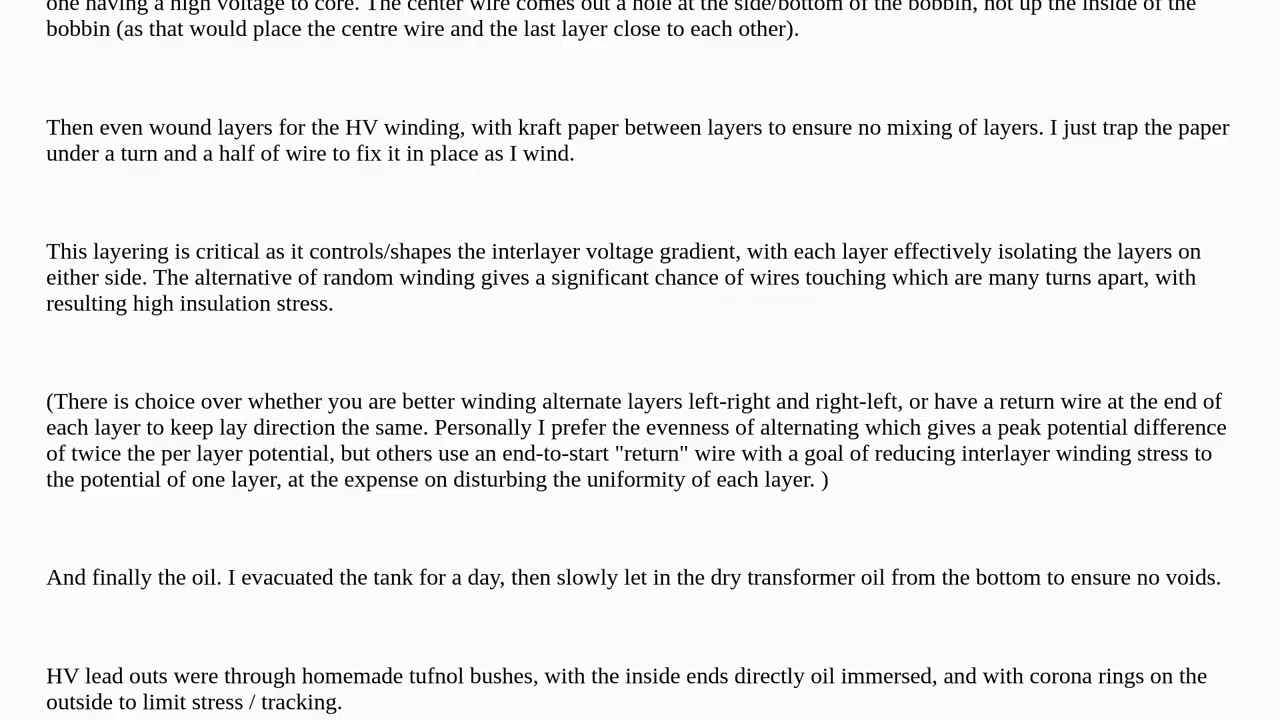 one having a high voltage to core. The center wire comes out a hole at the side/bottom of the bobbin, not up the inside of the
bobbin (as that would place the centre wire and the last layer close to each other).
Then even wound layers for the HV winding, with kraft paper between layers to ensure no mixing of layers. I just trap the paper
under a turn and a half of wire to fix it in place as I wind.
This layering is critical as it controls/shapes the interlayer voltage gradient, with each layer effectively isolating the layers on
either side. The alternative of random winding gives a significant chance of wires touching which are many turns apart, with
resulting high insulation stress.
(There is choice over whether you are better winding alternate layers left-right and right-left, or have a return wire at the end of
each layer to keep lay direction the same. Personally I prefer the evenness of alternating which gives a peak potential difference
of twice the per layer potential, but others use an end-to-start "return" wire with a goal of reducing interlayer winding stress to
the potential of one layer, at the expense on disturbing the uniformity of each layer. )
And finally the oil. I evacuated the tank for a day, then slowly let in the dry transformer oil from the bottom to ensure no voids.
HV lead outs were through homemade tufnol bushes, with the inside ends directly oil immersed, and with corona rings on the
outside to limit stress / tracking.